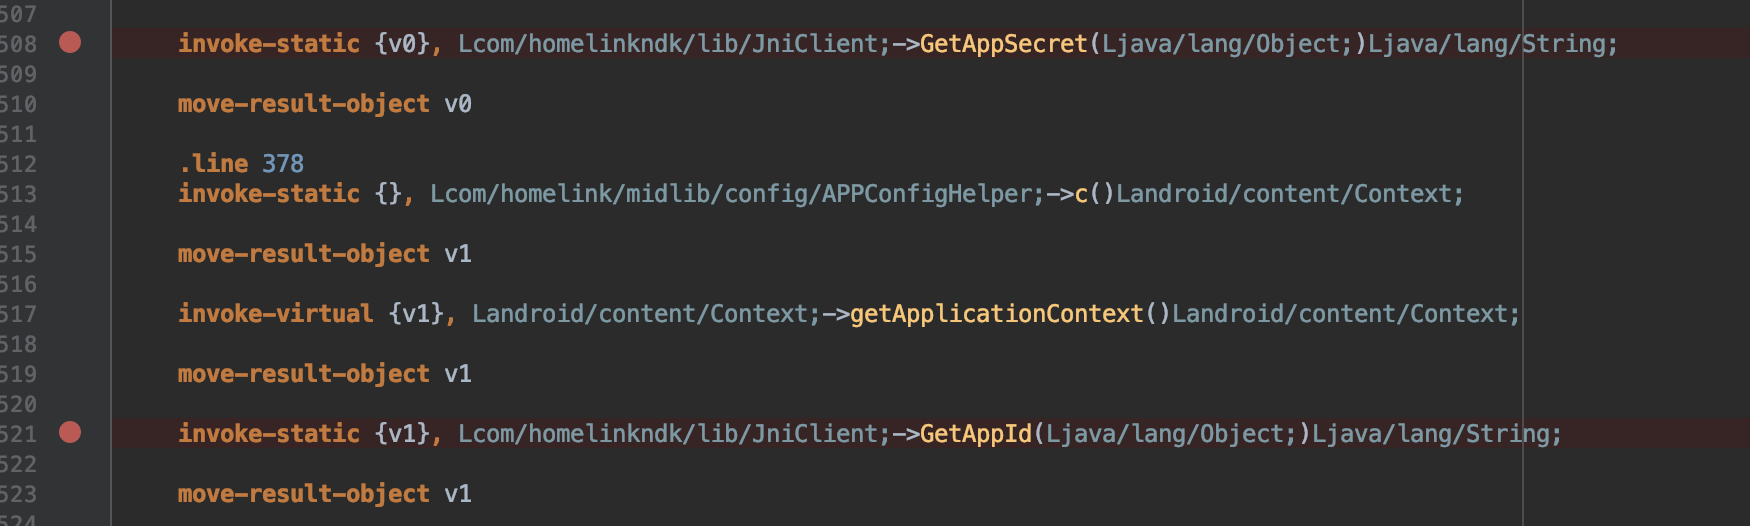 507
508 invoke-static {v0}, Lcom/homelinkndk/lib/JniClient;->GetAppSecret(Ljava/lang/Object;)Ljava/lang/String;
509
510 move-result-object v0
511
512 .line 378
513 invoke-static {}, Lcom/homelink/midlib/config/APPConfigHelper;->c()Landroid/content/Context;
514
515 move-result-object v1
516
517 invoke-virtual {v1}, Landroid/content/Context;->getApplicationContext()Landroid/content/Context;
518
519 move-result-object v1
520
521 invoke-static {v1}, Lcom/homelinkndk/lib/JniClient;->GetAppId(Ljava/lang/Object;)Ljava/lang/String;
522
523 move-result-object v1
524